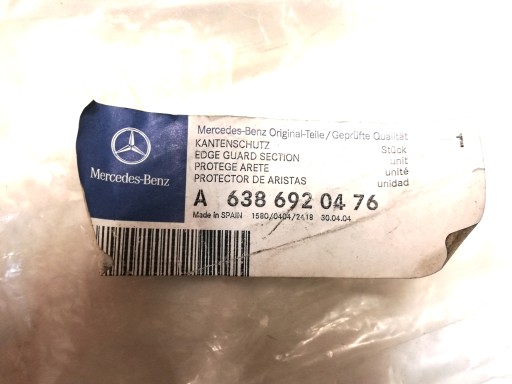 Mercedes-Benz
Mercedes-Benz Original-Teile/Geprüfte Qualität
KANTENSCHUTZ Stück 1
EDGE GUARD SECTION unit
PROTEGE ARETE unité
PROTECTOR DE ARISTAS unidad
A 638 692 04 76
Made in SPAIN 1580/0404/2418 30.04.04